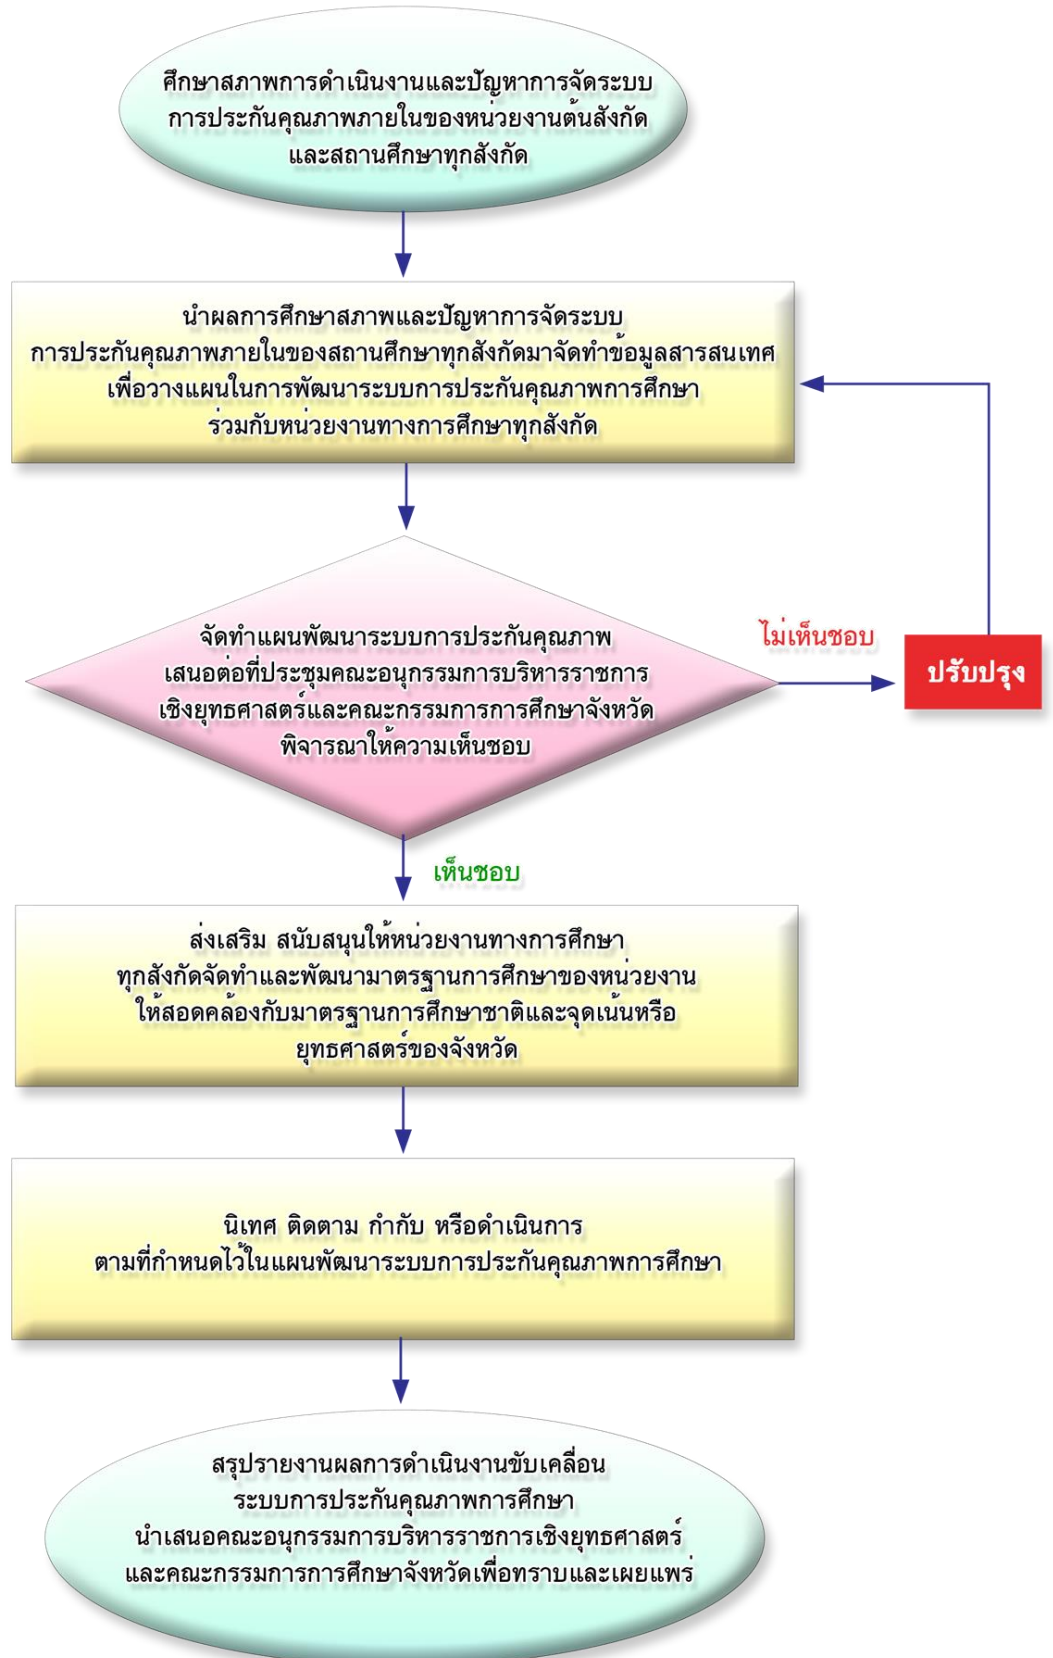 ศึกษาสภาพการดำเนินงานและปัญหาการจัดระบบ
การประกันคุณภาพภายในของหน่วยงานต้นสังกัด
และสถานศึกษาทุกสังกัด
นำผลการศึกษาสภาพและปัญหาการจัดระบบ
การประกันคุณภาพภายในของสถานศึกษาทุกสังกัดมาจัดทำข้อมูลสารสนเทศ
เพื่อวางแผนในการพัฒนาระบบการประกันคุณภาพการศึกษา
ร่วมกับหน่วยงานทางการศึกษาทุกสังกัด
จัดทำแผนพัฒนาระบบการประกันคุณภาพ
เสนอต่อที่ประชุมคณะอนุกรรมการบริหารราชการ
เชิงยุทธศาสตร์และคณะกรรมการการศึกษาจังหวัด
พิจารณาให้ความเห็นชอบ
ไม่เห็นชอบ
ปรับปรุง
เห็นชอบ
ส่งเสริม สนับสนุนให้หน่วยงานทางการศึกษา
ทุกสังกัดจัดทำและพัฒนามาตรฐานการศึกษาของหน่วยงาน
ให้สอดคล้องกับมาตรฐานการศึกษาชาติและจุดเน้นหรือ
ยุทธศาสตร์ของจังหวัด
นิเทศ ติดตาม กำกับ หรือดำเนินการ
ตามที่กำหนดไว้ในแผนพัฒนาระบบการประกันคุณภาพการศึกษา
สรุปรายงานผลการดำเนินงานขับเคลื่อน
ระบบการประกันคุณภาพการศึกษา
นำเสนอคณะอนุกรรมการบริหารราชการเชิงยุทธศาสตร์
และคณะกรรมการการศึกษาจังหวัดเพื่อทราบและเผยแพร่